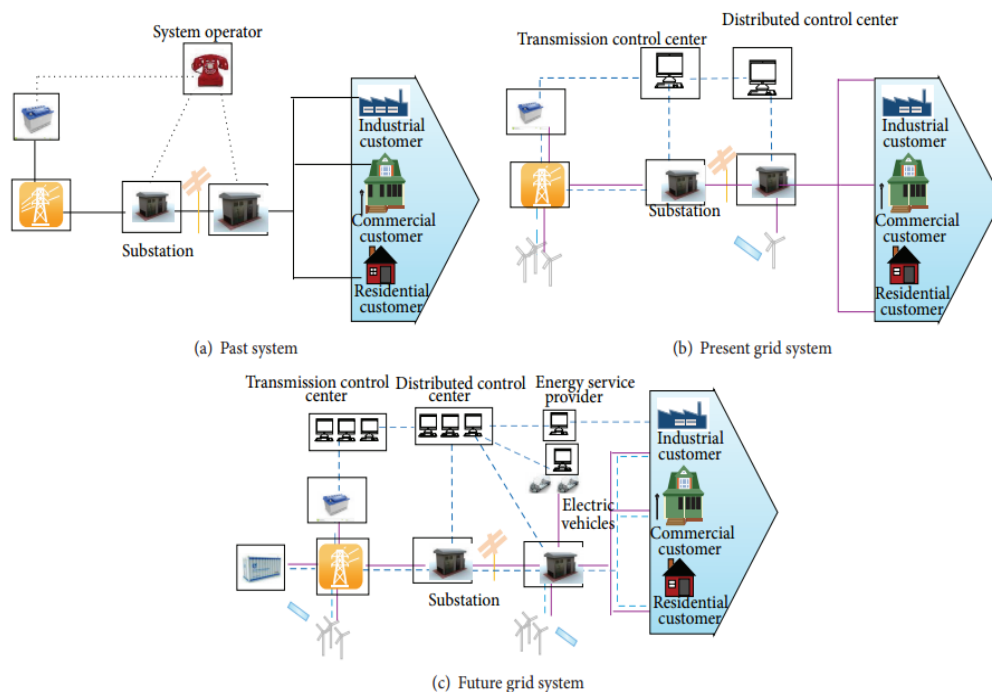 System operator
Industrial
customer
Commercial
customer
Residential
customer
Substation
(a) Past system
Distributed control center
Transmission control center
Industrial
customer
Commercial
customer
Residential
customer
Substation
(b) Present grid system
Transmission control
center
Distributed control
center
Energy service
provider
Industrial
customer
Electric
vehicles
Commercial
customer
Substation
Residential
customer
(c) Future grid system